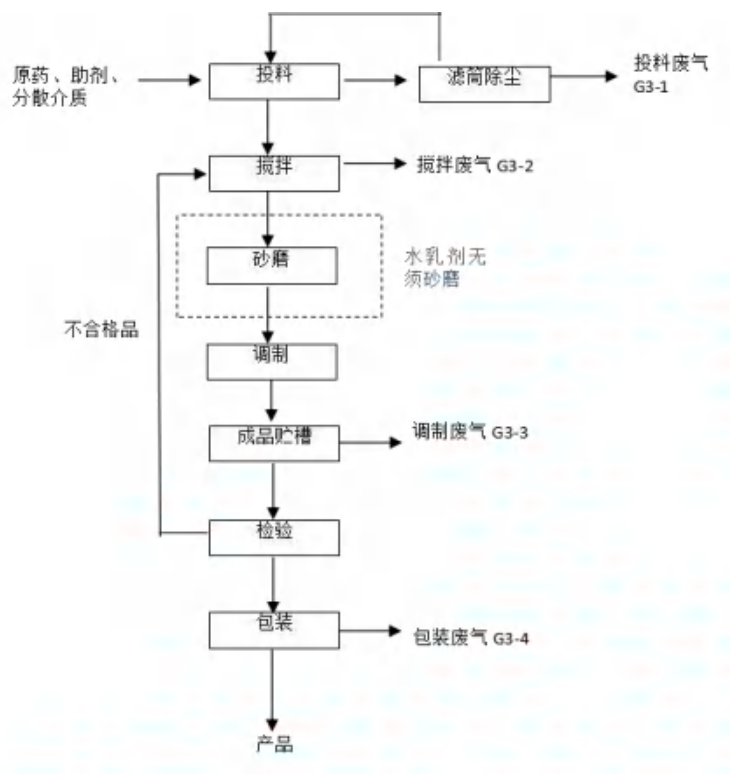 原药、助剂、
分散介质
投料
滤筒除尘
投料废气
G3-1
搅拌
搅拌废气 G3-2
砂磨
水乳剂无
须砂磨
不合格品
调制
成品贮槽
调制废气 G3-3
检验
包装
包装废气 G3-4
产品